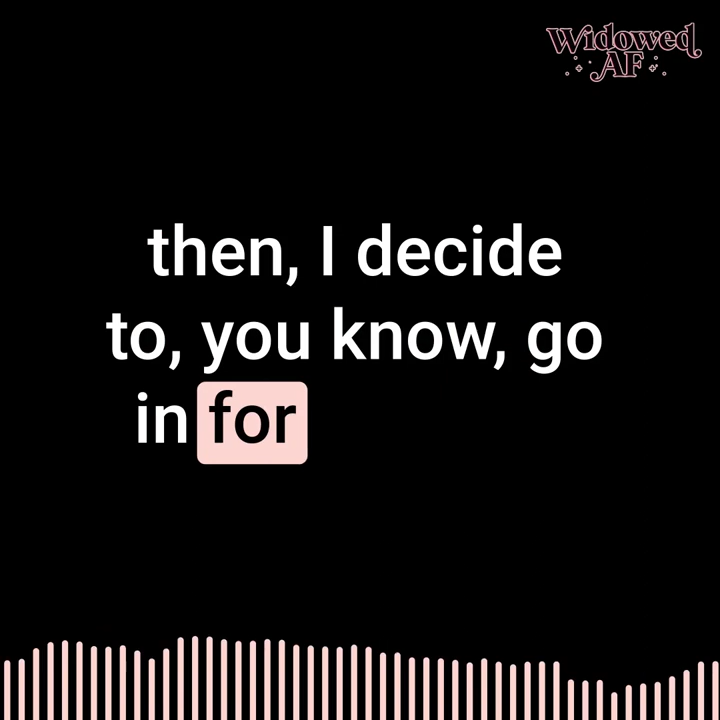 Widowed
AF
then, I decide
to, you know, go
in for